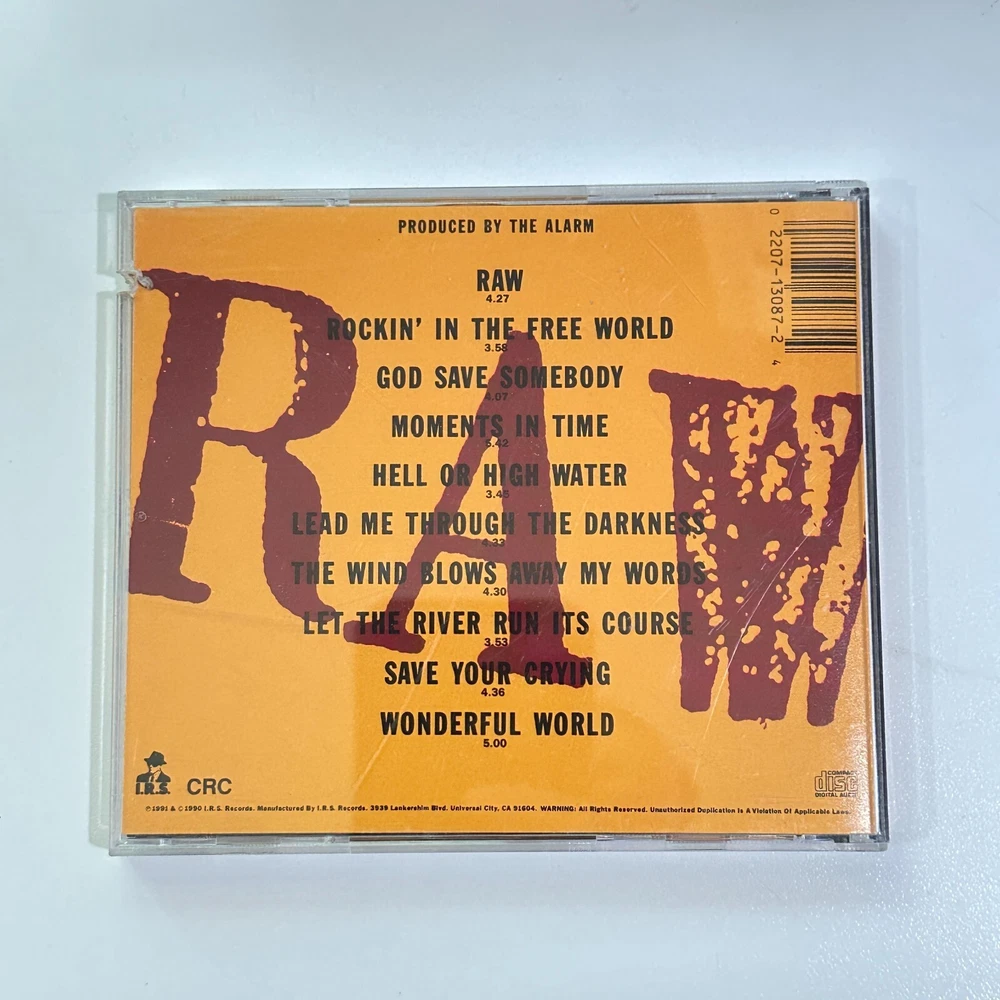 PRODUCED BY THE ALARM
0 2207-13087-2 4
RAW
4.27
ROCKIN' IN THE FREE WORLD
3.58
GOD SAVE SOMEBODY
4.07
MOMENTS IN TIME
5.42
HELL OR HIGH WATER
3.45
LEAD ME THROUGH THE DARKNESS
4.33
THE WIND BLOWS AWAY MY WORDS
4.30
LET THE RIVER RUN ITS COURSE
3.53
SAVE YOUR CRYING
4.36
WONDERFUL WORLD
5.00
RAW
I.R.S. CRC
COMPACT
disc
DIGITAL AUDIO
℗1991 & ©1990 I.R.S. Records. Manufactured By I.R.S. Records. 3939 Lankershim Blvd. Universal City, CA 91604. WARNING: All Rights Reserved. Unauthorized Duplication Is A Violation Of Applicable Laws.